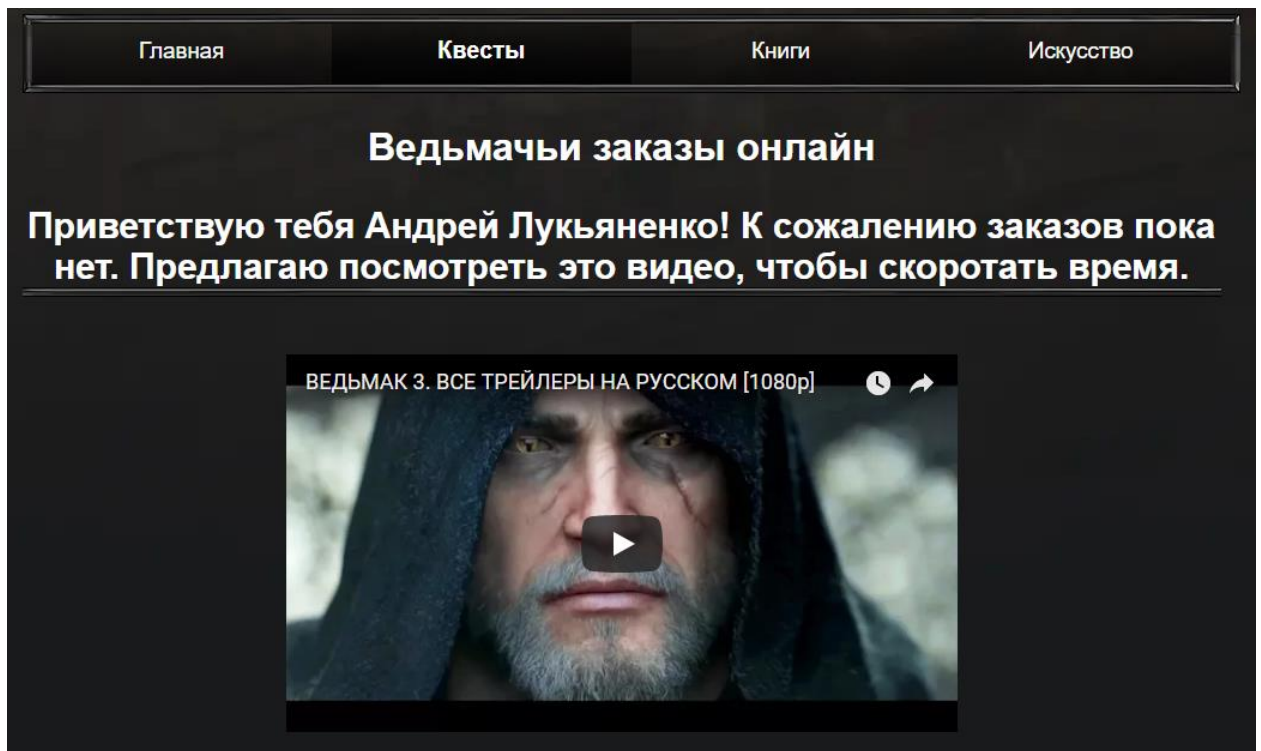 Главная
Квесты
Книги
Искусство
Ведьмачьи заказы онлайн
Приветствую тебя Андрей Лукьяненко! К сожалению заказов пока
нет. Предлагаю посмотреть это видео, чтобы скоротать время.
ВЕДЬМАК 3. ВСЕ ТРЕЙЛЕРЫ НА РУССКОМ [1080p]